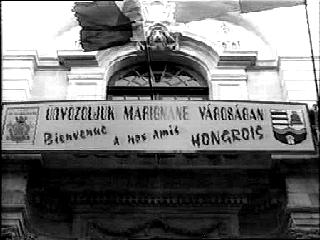 ÜDVÖZÖLJÜK MARIGNANE VÁROSÁBAN
Bienvenue à nos amis HONGROIS